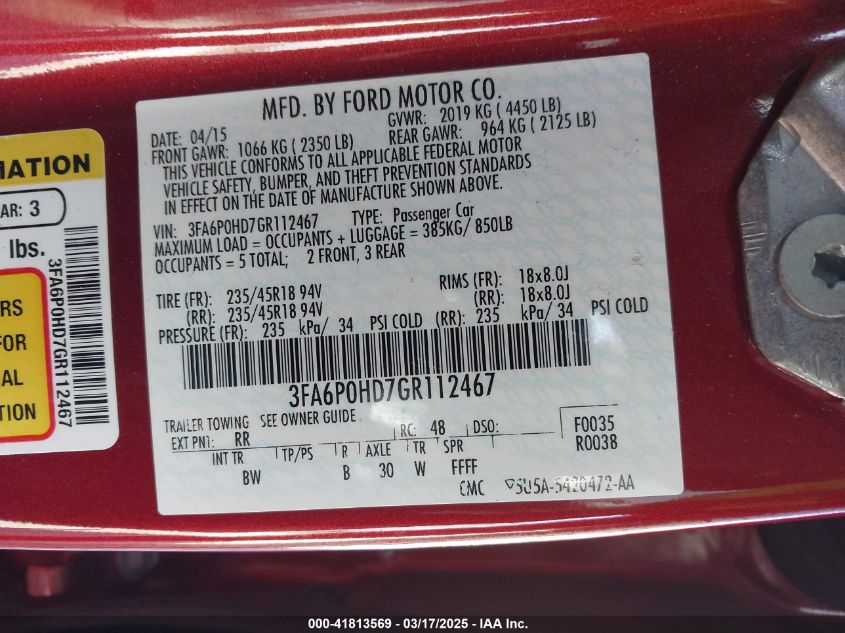 MFD. BY FORD MOTOR CO.
DATE: 04/15 GVWR: 2019 KG ( 4450 LB)
FRONT GAWR: 1066 KG ( 2350 LB) REAR GAWR: 964 KG ( 2125 LB)
THIS VEHICLE CONFORMS TO ALL APPLICABLE FEDERAL MOTOR
VEHICLE SAFETY, BUMPER, AND THEFT PREVENTION STANDARDS
IN EFFECT ON THE DATE OF MANUFACTURE SHOWN ABOVE.
VIN: 3FA6P0HD7GR112467 TYPE: Passenger Car
MAXIMUM LOAD = OCCUPANTS + LUGGAGE = 385KG/ 850LB
OCCUPANTS = 5 TOTAL; 2 FRONT, 3 REAR
TIRE (FR): 235/45R18 94V RIMS (FR): 18x8.0J
(RR): 235/45R18 94V (RR): 18x8.0J
PRESSURE (FR): 235 kPa/ 34 PSI COLD (RR): 235 kPa/ 34 PSI COLD
3FA6P0HD7GR112467
TRAILER TOWING SEE OWNER GUIDE
RC: 48 DSO: F0035
EXT PNT: RR R003B
INT TR TP/PS R AXLE TR SPR
BW B 30 W FFFF
CMC 5U5A-5420472-AA
MATION
AR: 3
lbs.
RS
FOR
AL
TION
3FA6P0HD7GR112467
000-41813569 - 03/17/2025 - IAA Inc.